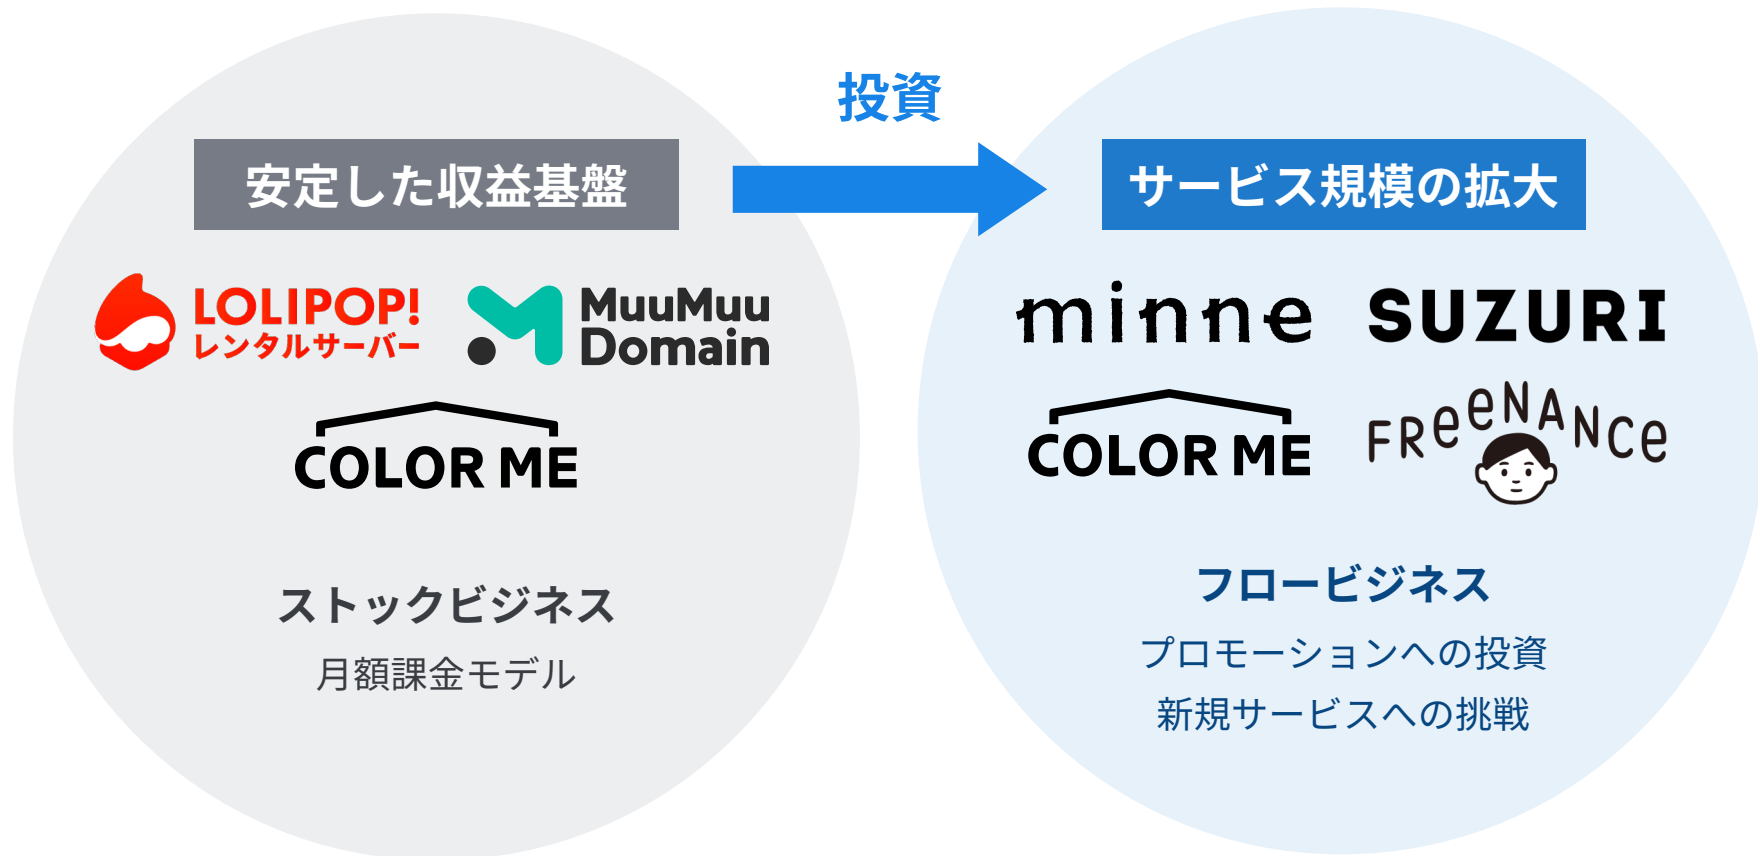 投資
安定した収益基盤
LOLIPOP!
レンタルサーバー
MuuMuu
Domain
COLOR ME
ストックビジネス
月額課金モデル
サービス規模の拡大
minne
SUZURI
COLOR ME
FReeNANCe
フロービジネス
プロモーションへの投資
新規サービスへの挑戦